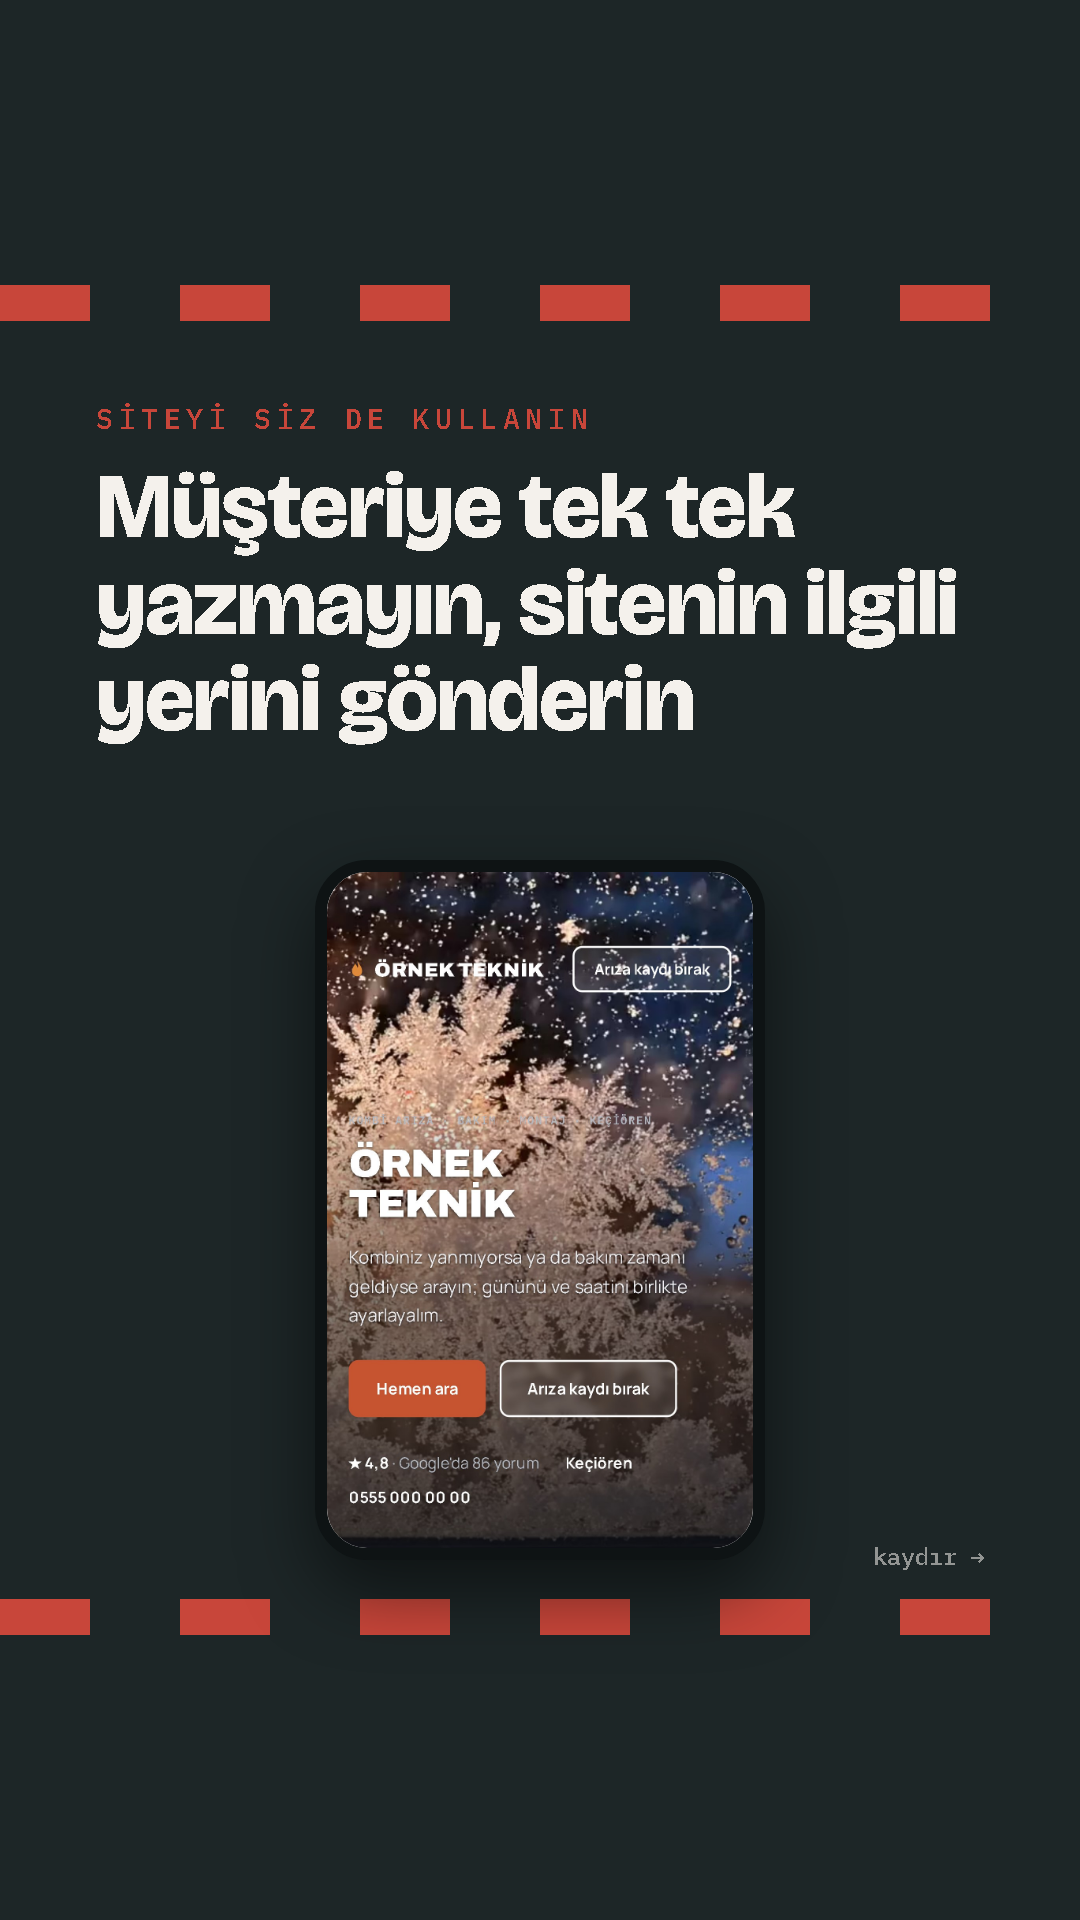 SİTEYİ SİZ DE KULLANIN
Müşteriye tek tek
yazmayın, sitenin ilgili
yerini gönderin
ÖRNEK TEKNİK
Arıza kaydı bırak
KEÇİÖREN
ÖRNEK
TEKNİK
Kombiniz yanmıyorsa ya da bakım zamanı
geldiyse arayın; gününü ve saatini birlikte
ayarlayalım.
Hemen ara
Arıza kaydı bırak
★ 4,8 · Google'da 86 yorum Keçiören
0555 000 00 00
kaydır →